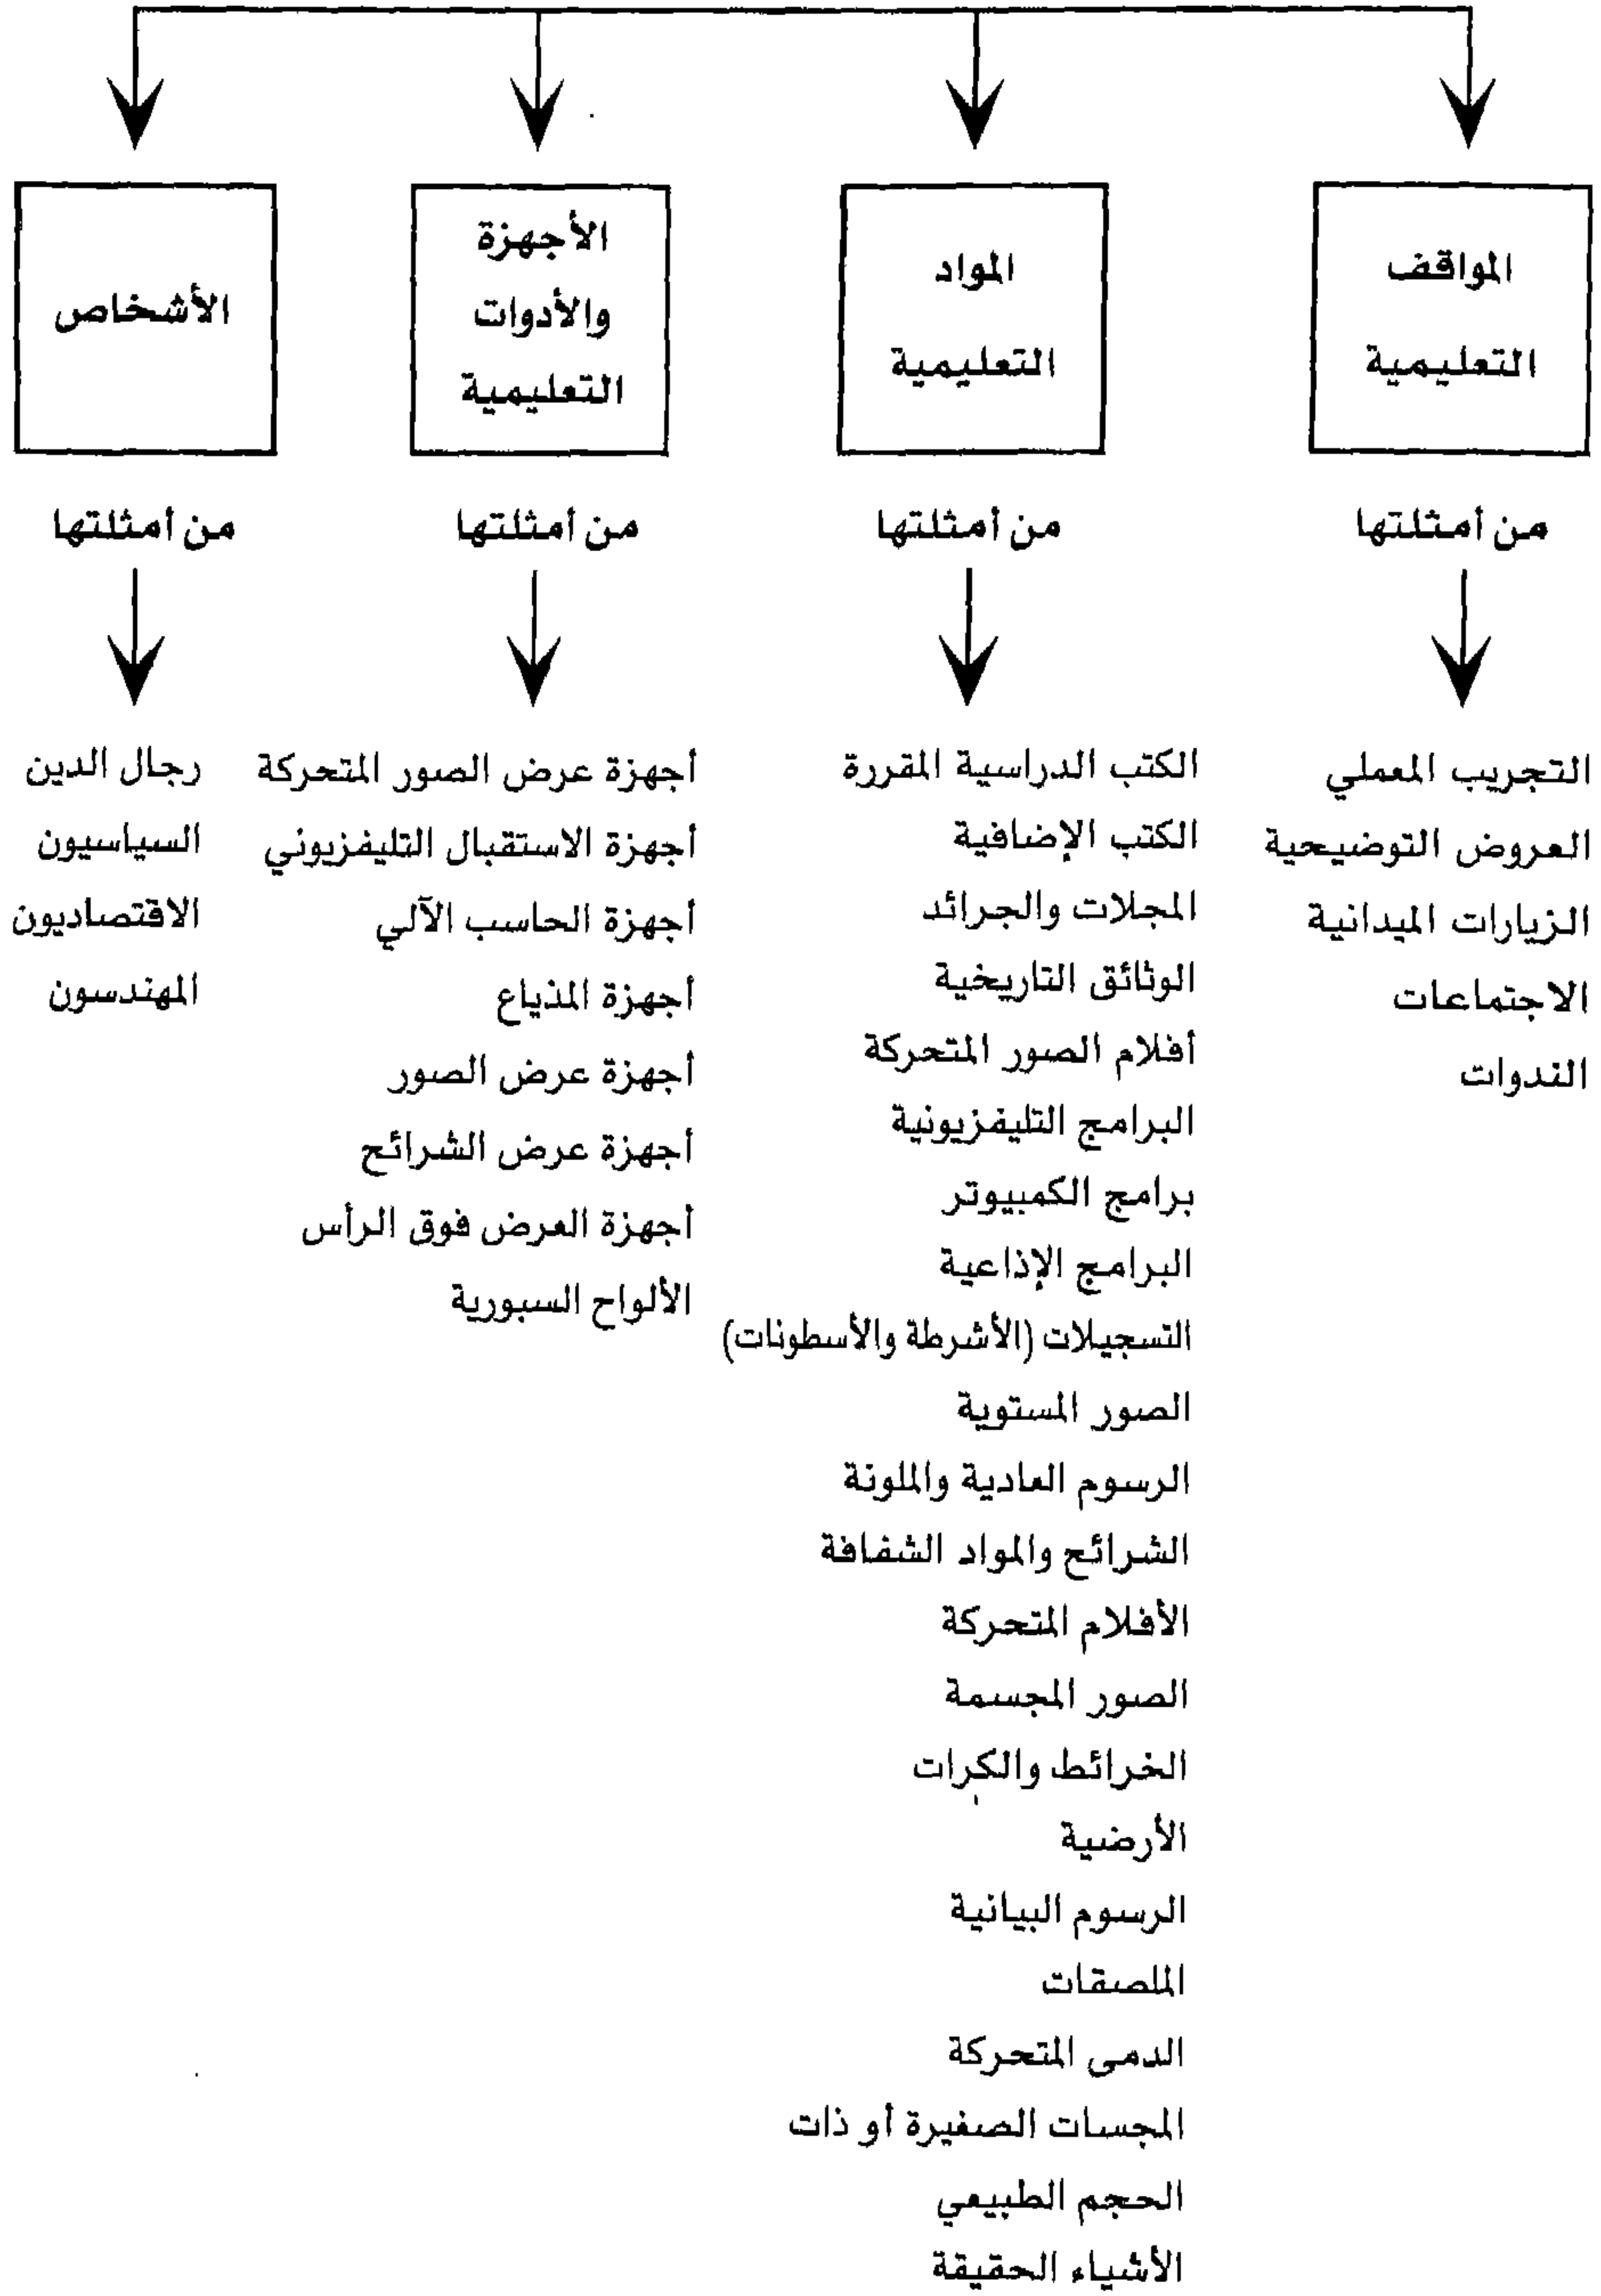 المواقف
التعليمية
من أمثلتها
التجريب المعملي
العروض التوضيحية
الزيارات الميدانية
الاجتماعات
الندوات
المواد
التعليمية
من أمثلتها
الكتب الدراسية المقررة
الكتب الإضافية
المجلات والجرائد
الوثائق التاريخية
أفلام الصور المتحركة
البرامج التليفزيونية
برامج الكمبيوتر
البرامج الإذاعية
التسجيلات (الأشرطة والأسطونات)
الصور المستوية
الرسوم العادية والملونة
الشرائح والمواد الشفافة
الأفلام المتحركة
الصور المجسمة
الخرائط والكرات
الأرضية
الرسوم البيانية
الملصقات
الدمى المتحركة
المجسات الصغيرة أو ذات
الحجم الطبيعي
الأشياء الحقيقة
الأجهزة
والأدوات
التعليمية
من أمثلتها
أجهزة عرض الصور المتحركة
أجهزة الاستقبال التليفزيوني
أجهزة الحاسب الآلي
أجهزة المذياع
أجهزة عرض الصور
أجهزة عرض الشرائح
أجهزة العرض فوق الرأس
الألواح السبورية
الأشخاص
من أمثلتها
رجال الدين
السياسيون
الاقتصاديون
المهندسون